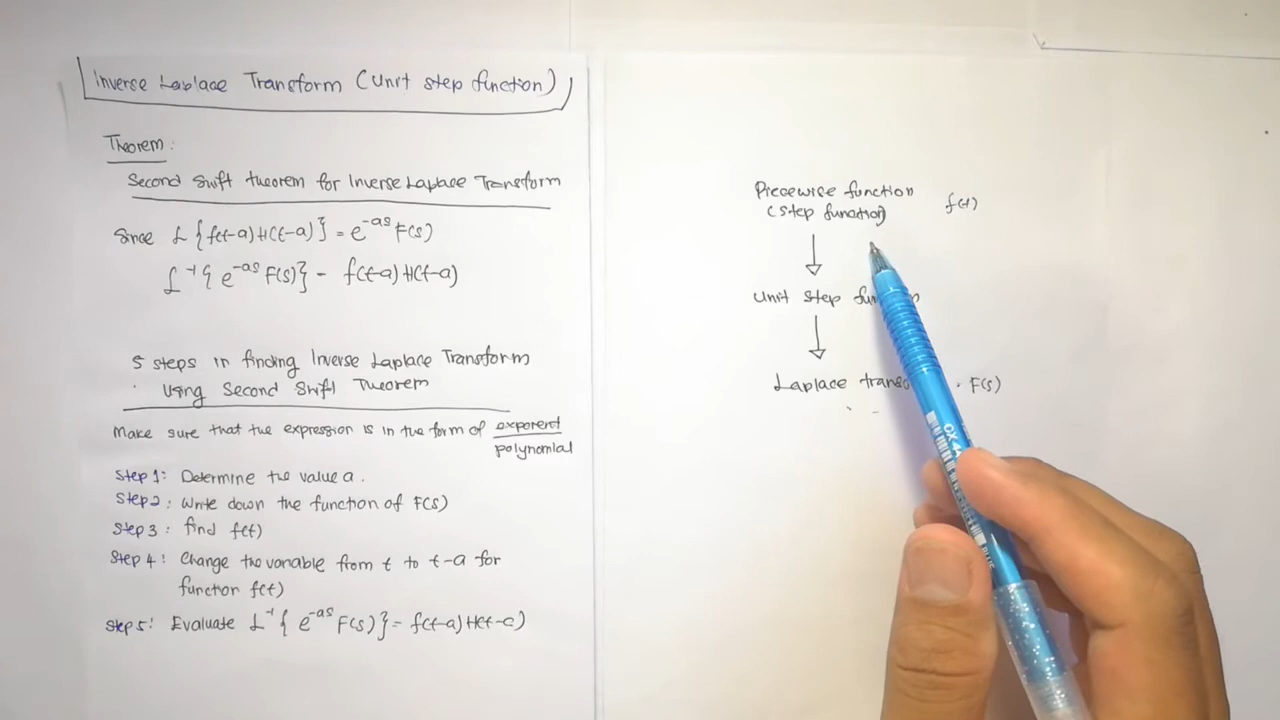 Inverse Laplace Transform (Unit step function)
Theorem:
Second Swift theorem for Inverse Laplace Transform
Since L {f(t-a)H(t-a)} = e^-as F(s)
L^-1 { e^-as F(s)} = f(t-a) H(t-a)
5 steps in finding Inverse Laplace Transform
Using Second Swift Theorem
Make sure that the expression is in the form of exponent
polynomial
Step 1: Determine the value a.
Step 2: Write down the function of F(s)
Step 3: find f(t)
Step 4: Change the variable from t to t-a for
function f(t)
Step 5: Evaluate L^-1 { e^-as F(s)} = f(t-a) H(t-a)
Piecewise function
(step function) f(t)
Unit step
Laplace F(s)